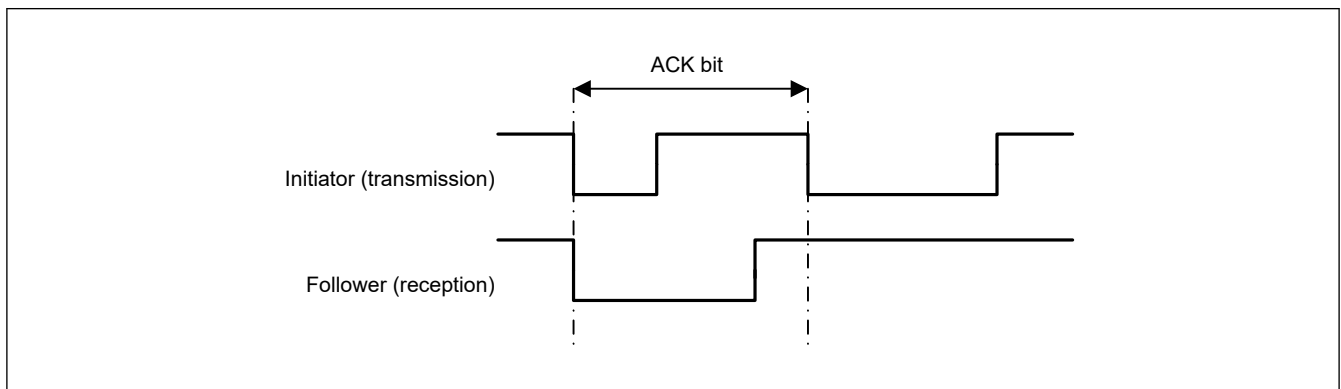 ACK bit
Initiator (transmission)
Follower (reception)